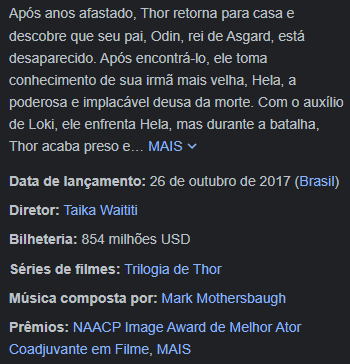 Após anos afastado, Thor retorna para casa e
descobre que seu pai, Odin, rei de Asgard, está
desaparecido. Após encontrá-lo, ele toma
conhecimento de sua irmã mais velha, Hela, a
poderosa e implacável deusa da morte. Com o auxílio
de Loki, ele enfrenta Hela, mas durante a batalha,
Thor acaba preso e… MAIS
Data de lançamento: 26 de outubro de 2017 (Brasil)
Diretor: Taika Waititi
Bilheteria: 854 milhões USD
Séries de filmes: Trilogia de Thor
Música composta por: Mark Mothersbaugh
Prêmios: NAACP Image Award de Melhor Ator
Coadjuvante em Filme, MAIS